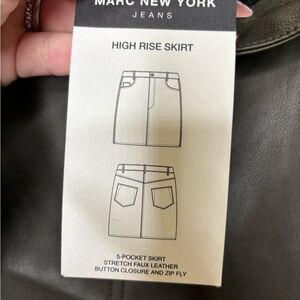 MARC NEW YORK
JEANS
HIGH RISE SKIRT
5-POCKET SKIRT
STRETCH FAUX LEATHER
BUTTON CLOSURE AND ZIP FLY